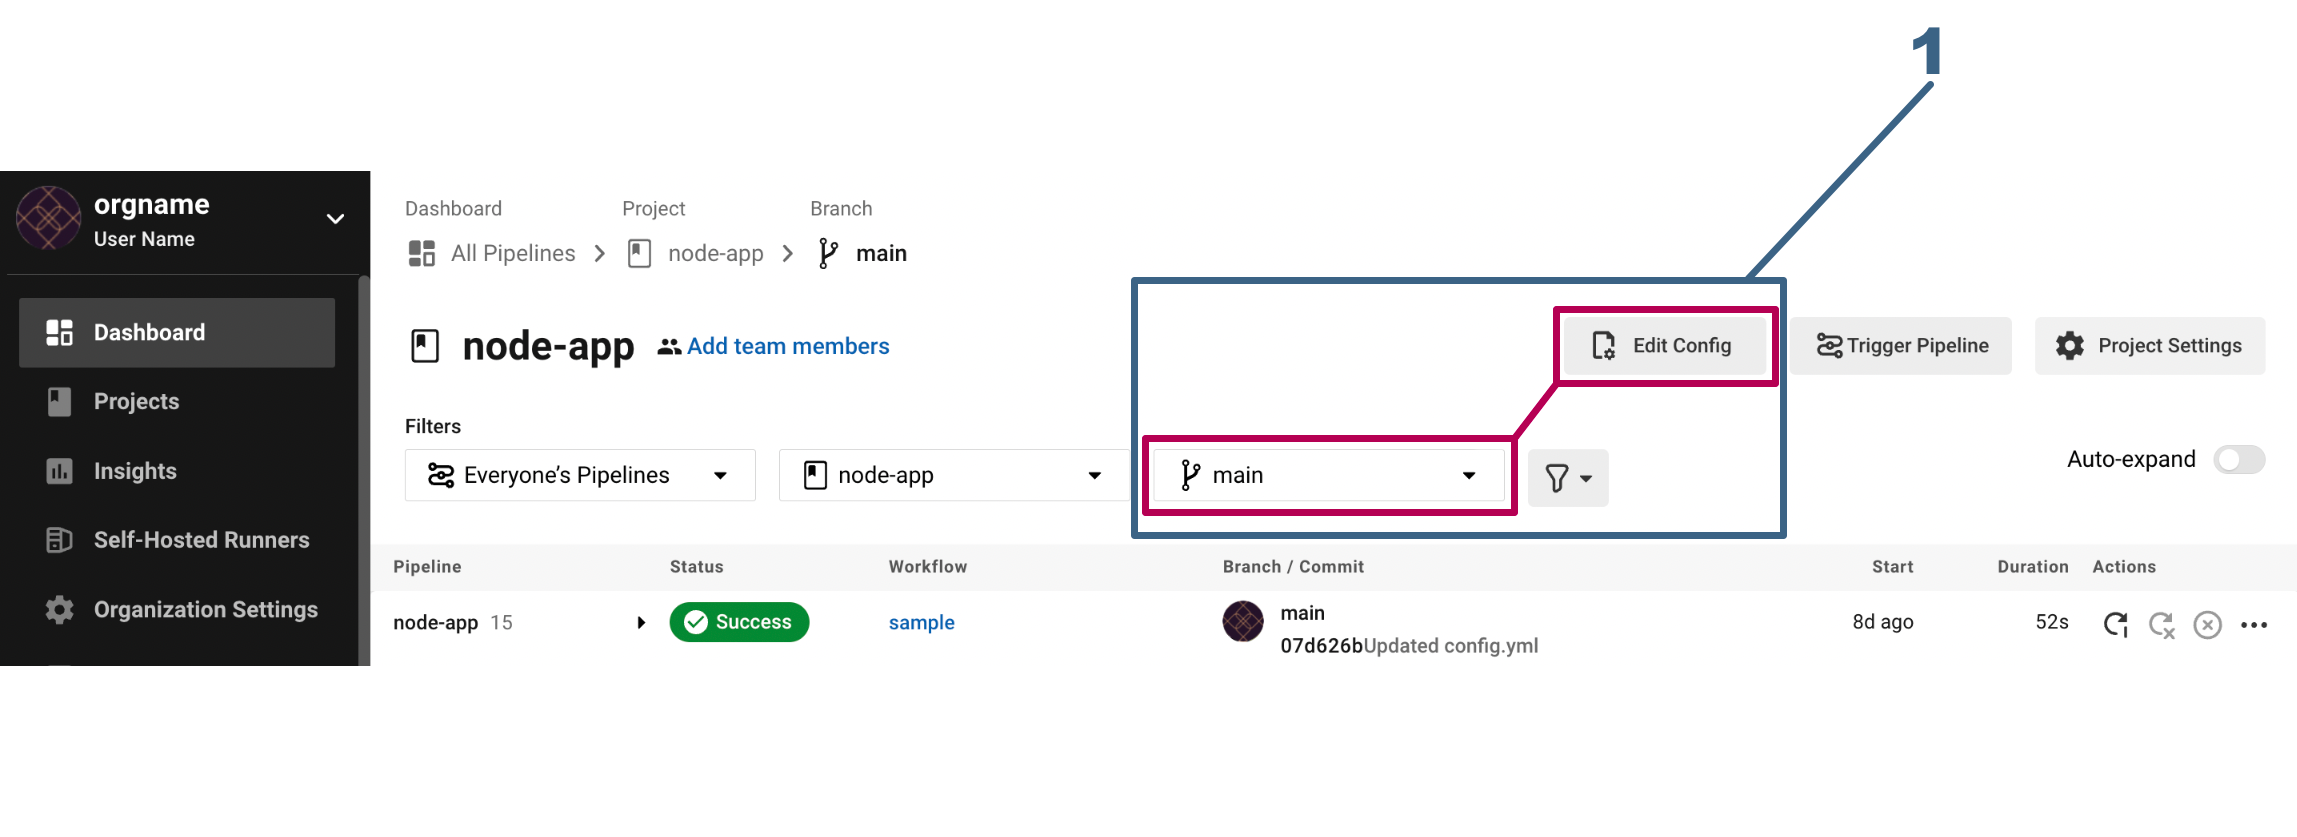 1
orgname
User Name
Dashboard
Projects
Insights
Self-Hosted Runners
Organization Settings
Dashboard Project Branch
All Pipelines node-app main
node-app Add team members Edit Config Trigger Pipeline Project Settings
Filters
Everyone’s Pipelines node-app main Auto-expand
Pipeline Status Workflow Branch / Commit Start Duration Actions
node-app 15 Success sample main 8d ago 52s
07d626bUpdated config.yml